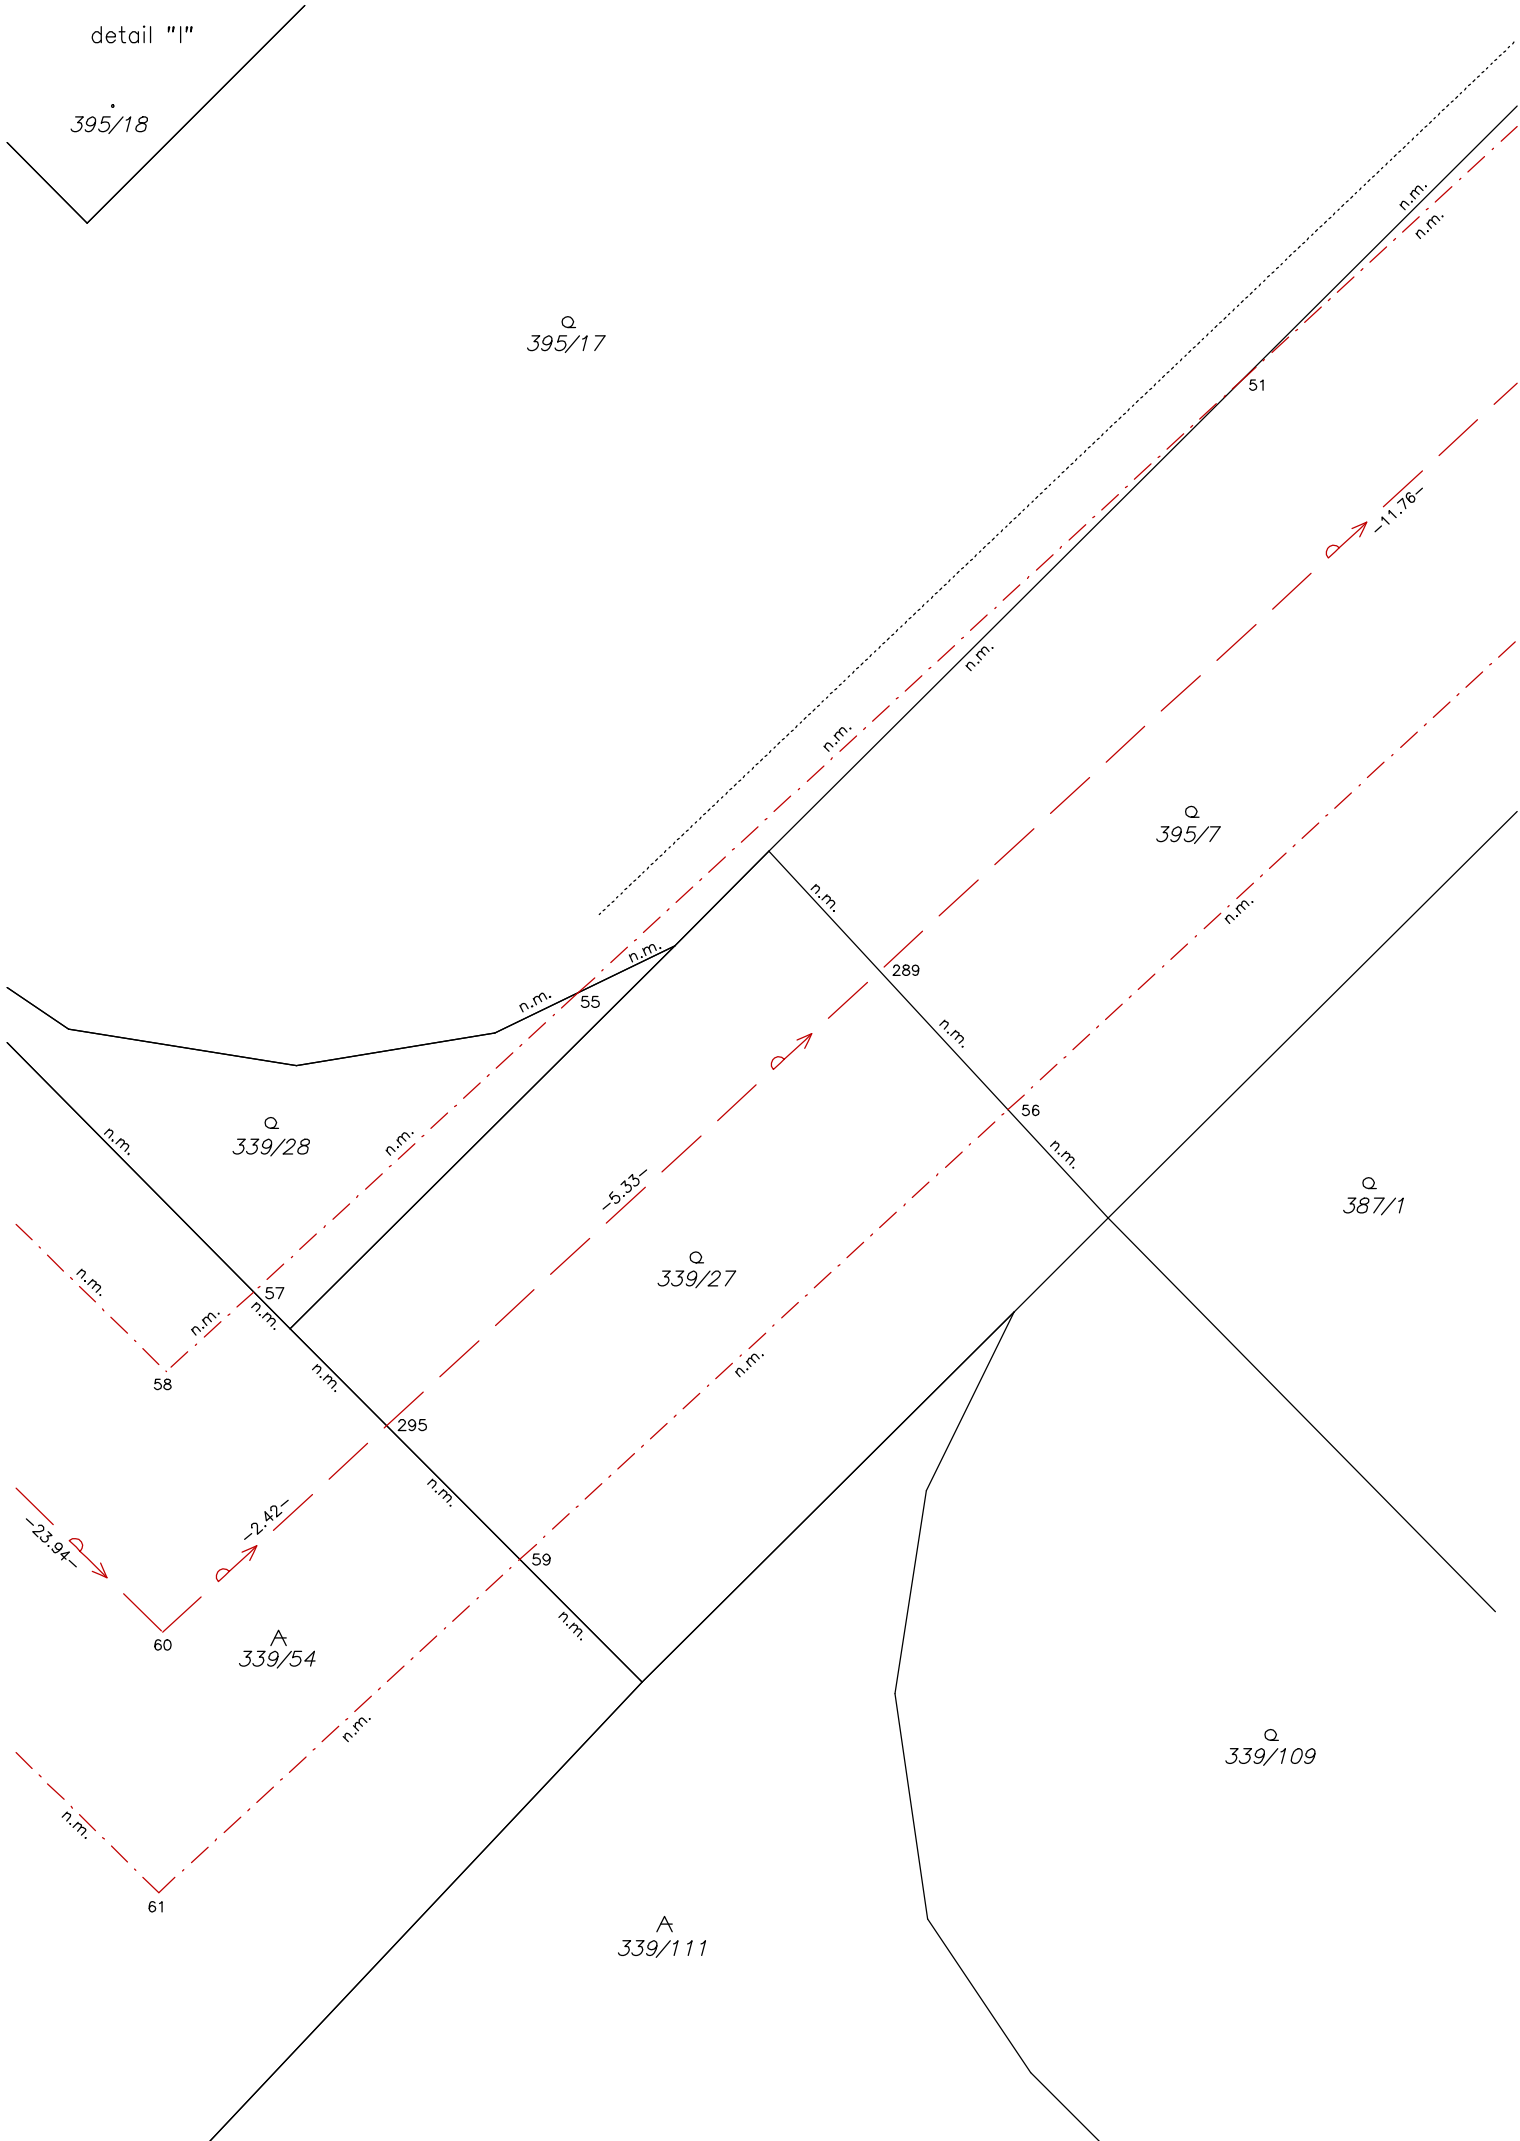 detail "I"
395/18
n.m.
n.m.
395/17
51
-11.76-
n.m.
n.m.
395/7
n.m.
n.m.
n.m.
289
n.m.
55
n.m.
56
n.m.
n.m.
339/28
n.m.
-5.33-
387/1
339/27
n.m.
57
n.m.
n.m.
n.m.
n.m.
58
295
n.m.
-2.42-
-23.94-
59
n.m.
60
339/54
n.m.
339/109
n.m.
61
339/111